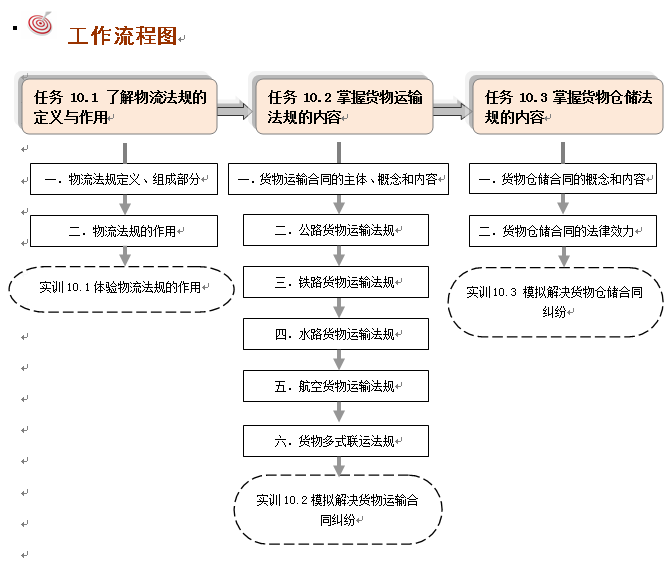 工作流程图
任务 10.1 了解物流法规的
定义与作用
一．物流法规定义、组成部分
二．物流法规的作用
实训10.1体验物流法规的作用
任务 10.2 掌握货物运输
法规的内容
一．货物运输合同的主体、概念和内容
二．公路货物运输法规
三．铁路货物运输法规
四．水路货物运输法规
五．航空货物运输法规
六．货物多式联运法规
实训10.2模拟解决货物运输合
同纠纷
任务 10.3 掌握货物仓储法
规的内容
一．货物仓储合同的概念和内容
二．货物仓储合同的法律效力
实训10.3 模拟解决货物仓储合同
纠纷